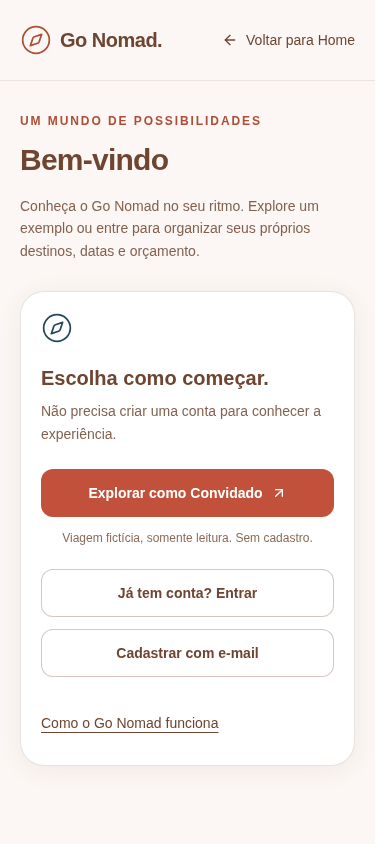 Go Nomad.
Voltar para Home
UM MUNDO DE POSSIBILIDADES
Bem-vindo
Conheça o Go Nomad no seu ritmo. Explore um
exemplo ou entre para organizar seus próprios
destinos, datas e orçamento.
Escolha como começar.
Não precisa criar uma conta para conhecer a
experiência.
Explorar como Convidado
Viagem fictícia, somente leitura. Sem cadastro.
Já tem conta? Entrar
Cadastrar com e-mail
Como o Go Nomad funciona